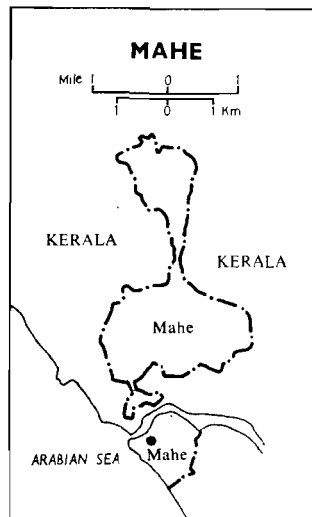 MAHE
Mile 1 0 1
1 0 1 Km
KERALA KERALA
Mahe
ARABIAN SEA Mahe